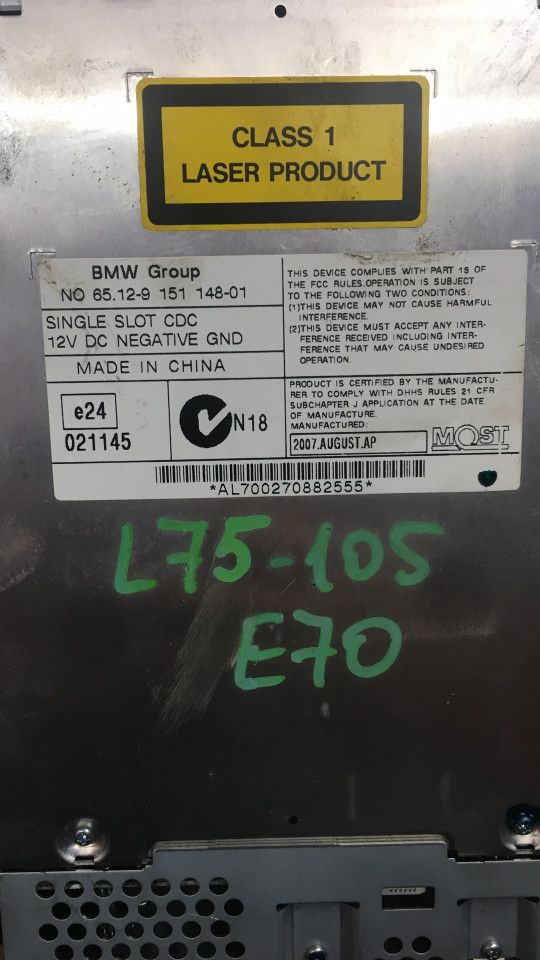 CLASS 1
LASER PRODUCT
BMW Group
NO 65.12-9 151 148-01
SINGLE SLOT CDC
12V DC NEGATIVE GND
MADE IN CHINA
e24
021145
N18
THIS DEVICE COMPLIES WITH PART 15 OF
THE FCC RULES.OPERATION IS SUBJECT
TO THE FOLLOWING TWO CONDITIONS:
(1)THIS DEVICE MAY NOT CAUSE HARMFUL
INTERFERENCE.
(2)THIS DEVICE MUST ACCEPT ANY INTER-
FERENCE RECEIVED INCLUDING INTER-
FERENCE THAT MAY CAUSE UNDESIRED
OPERATION.
PRODUCT IS CERTIFIED BY THE MANUFACTU-
RER TO COMPLY WITH DHHS RULES 21 CFR
SUBCHAPTER J APPLICATION AT THE DATE
OF MANUFACTURE.
MANUFACTURED:
2007.AUGUST.AP
MOST
*AL700270882555*
L75-105
E70